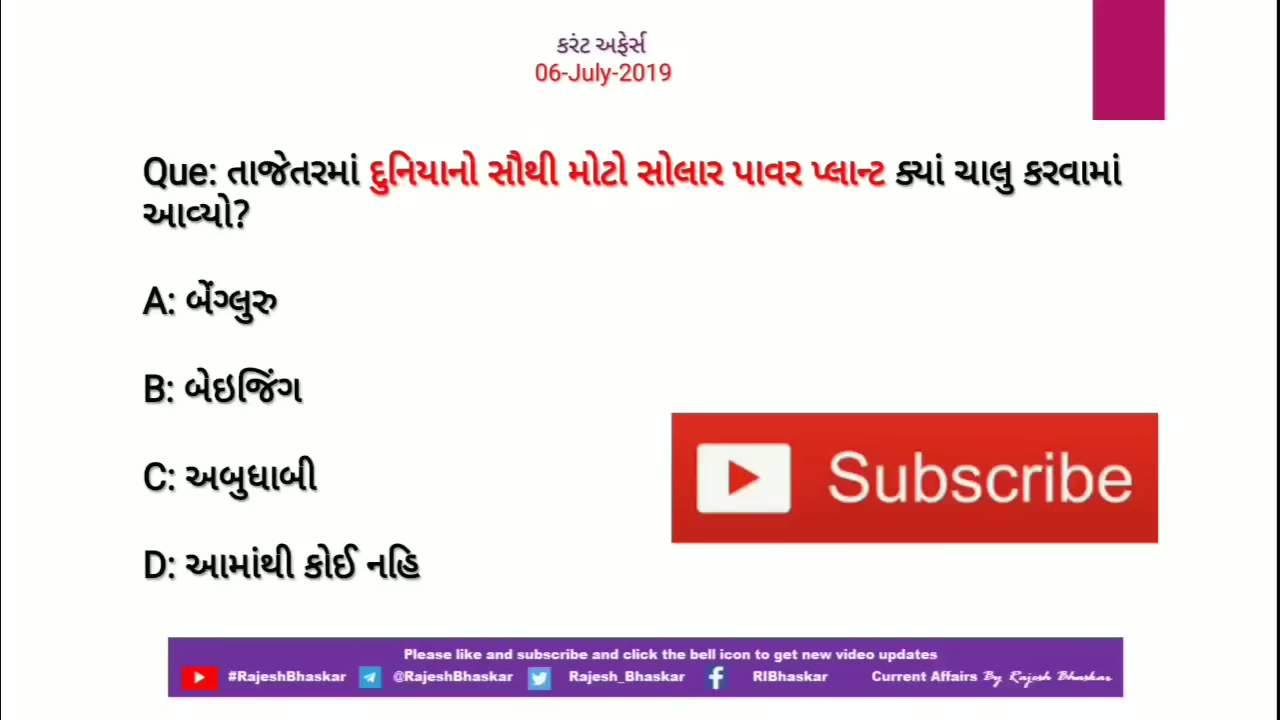 કરંટ અફેર્સ
06-July-2019
Que: તાજેતરમાં દુનિયાનો સૌથી મોટો સોલાર પાવર પ્લાન્ટ ક્યાં ચાલુ કરવામાં
આવ્યો?
A: બેંગ્લુરુ
B: બેઇજિંગ
C: અબુધાબી
D: આમાંથી કોઈ નહિ
Subscribe
Please like and subscribe and click the bell icon to get new video updates
#RajeshBhaskar @RajeshBhaskar Rajesh_Bhaskar RIBhaskar Current Affairs By Rajesh Bhaskar